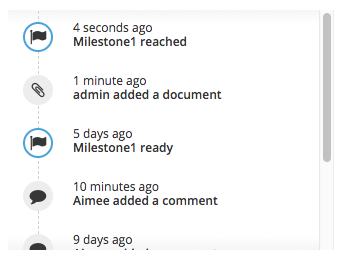 4 seconds ago
Milestone1 reached
1 minute ago
admin added a document
5 days ago
Milestone1 ready
10 minutes ago
Aimee added a comment
9 days ago